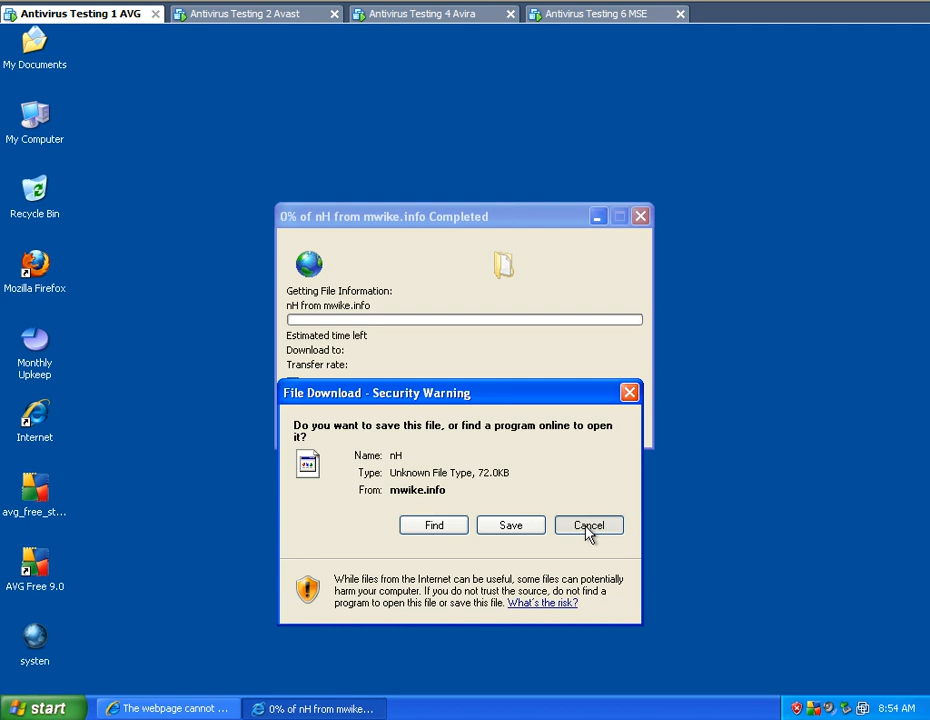 Antivirus Testing 1 AVG
Antivirus Testing 2 Avast
Antivirus Testing 4 Avira
Antivirus Testing 6 MSE
My Documents
My Computer
Recycle Bin
Mozilla Firefox
Monthly
Upkeep
Internet
avg_free_st...
AVG Free 9.0
systen
0% of nH from mwike.info Completed
Getting File Information:
nH from mwike.info
Estimated time left
Download to:
Transfer rate:
File Download - Security Warning
Do you want to save this file, or find a program online to open
it?
Name: nH
Type: Unknown File Type, 72.0KB
From: mwike.info
Find
Save
Cancel
While files from the Internet can be useful, some files can potentially
harm your computer. If you do not trust the source, do not find a
program to open this file or save this file. What's the risk?
start
The webpage cannot ...
0% of nH from mwike...
8:54 AM